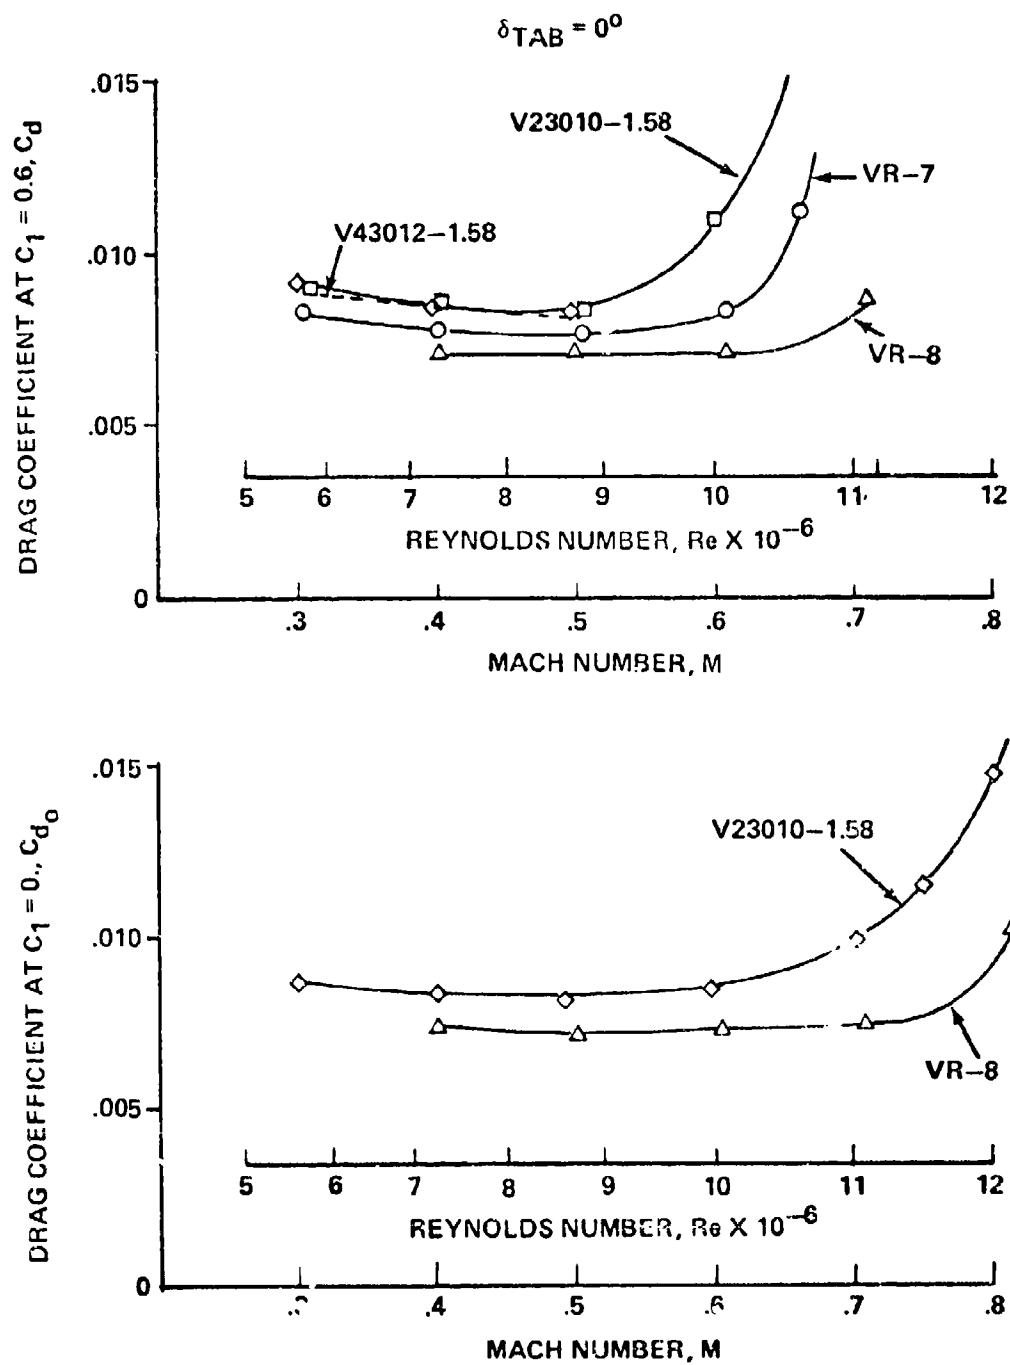 δTAB = 0º
DRAG COEFFICIENT AT C1 = 0.6, Cd
.015
.010
.005
0
V23010–1.58
VR–7
V43012–1.58
VR–8
5 6 7 8 9 10 11 12
REYNOLDS NUMBER, Re X 10–6
.3 .4 .5 .6 .7 .8
MACH NUMBER, M
DRAG COEFFICIENT AT C1 = 0., Cdo
.015
.010
.005
0
V23010–1.58
VR–8
5 6 7 8 9 10 11 12
REYNOLDS NUMBER, Re X 10–6
.4 .5 .6 .7 .8
MACH NUMBER, M